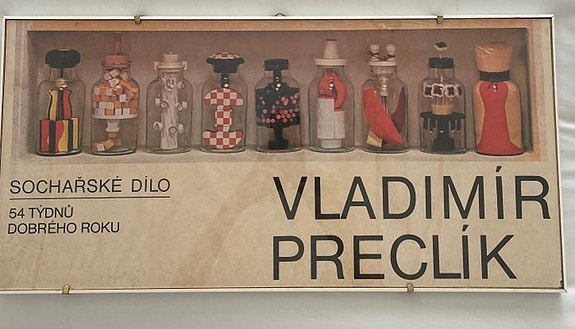 SOCHAŘSKÉ DÍLO
54 TÝDNŮ
DOBRÉHO ROKU
VLADIMÍR
PRECLÍK